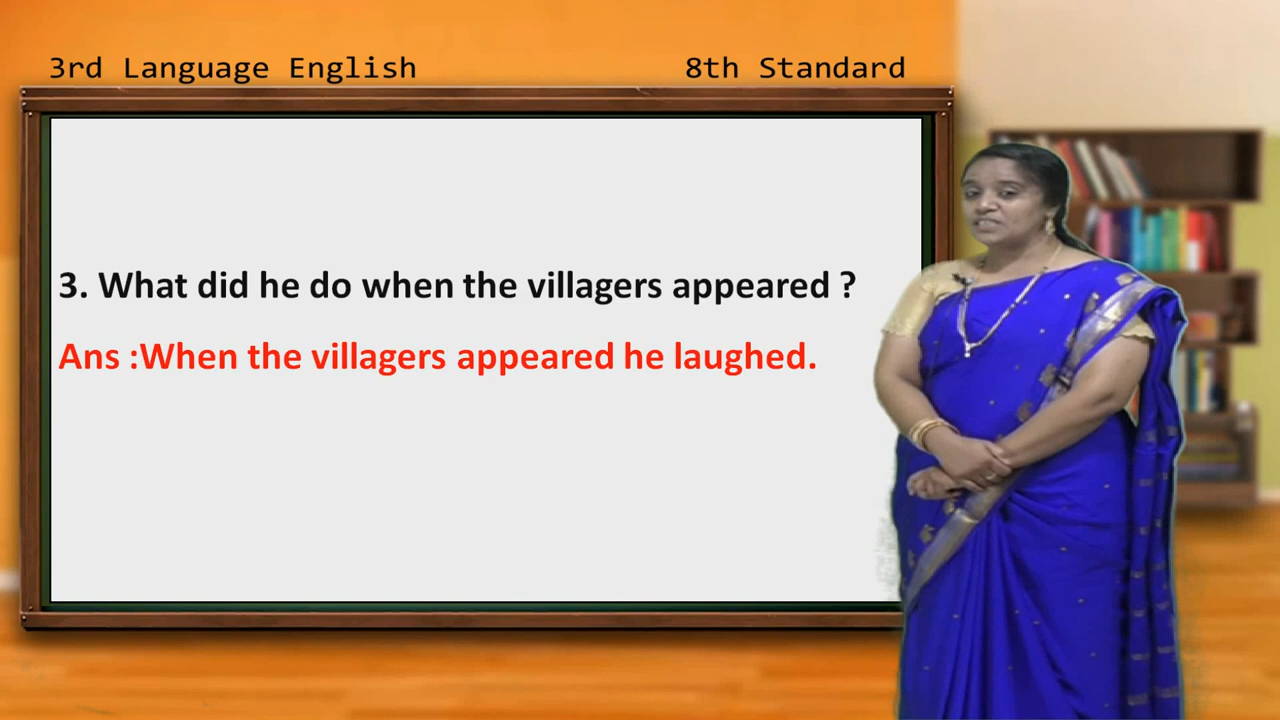 3rd Language English
8th Standard
3. What did he do when the villagers appeared ?
Ans :When the villagers appeared he laughed.